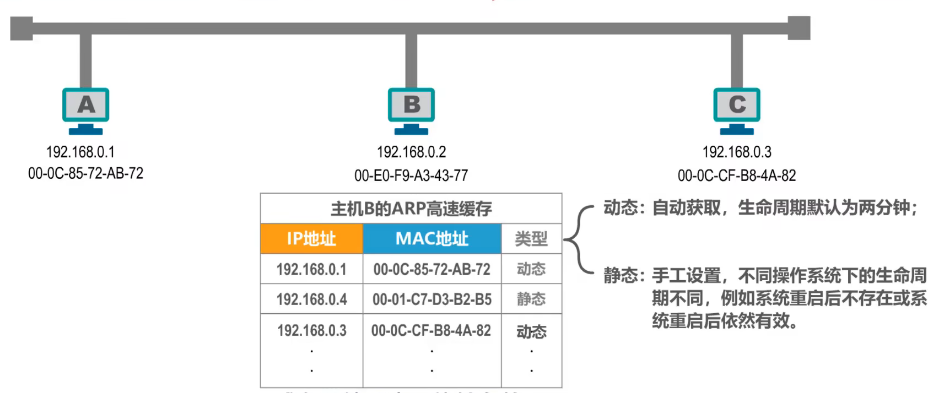 A
B
C
192.168.0.1
00-0C-85-72-AB-72
192.168.0.2
00-E0-F9-A3-43-77
192.168.0.3
00-0C-CF-B8-4A-82
主机B的ARP高速缓存
IP地址 MAC地址 类型
192.168.0.1 00-0C-85-72-AB-72 动态
192.168.0.4 00-01-C7-D3-B2-B5 静态
192.168.0.3 00-0C-CF-B8-4A-82 动态
动态：自动获取，生命周期默认为两分钟；
静态：手工设置，不同操作系统下的生命周
期不同，例如系统重启后不存在或系
统重启后依然有效。